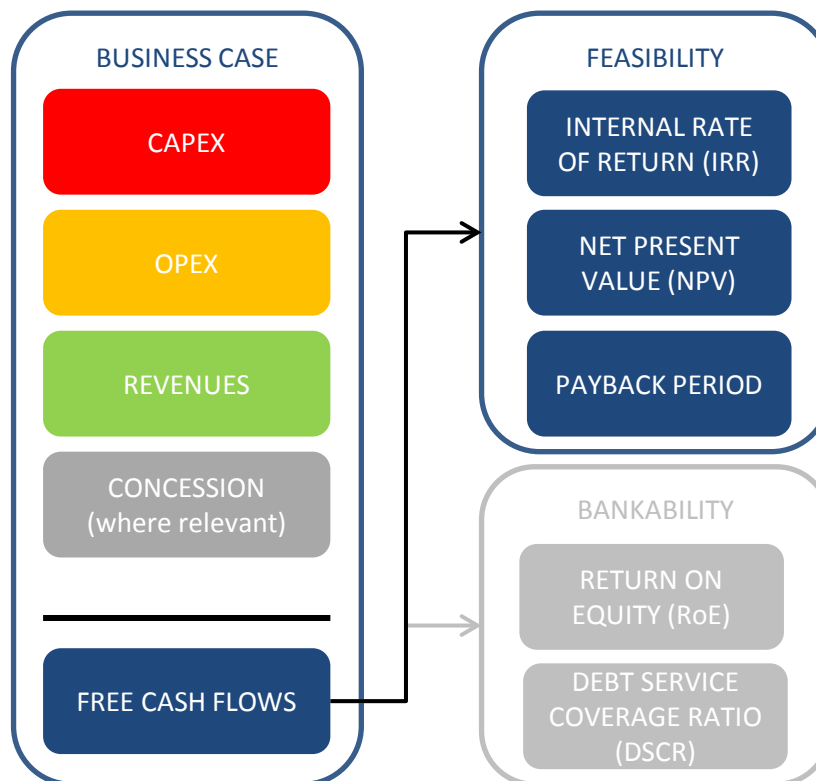 BUSINESS CASE
CAPEX
OPEX
REVENUES
CONCESSION
(where relevant)
FREE CASH FLOWS
FEASIBILITY
INTERNAL RATE
OF RETURN (IRR)
NET PRESENT
VALUE (NPV)
PAYBACK PERIOD
BANKABILITY
RETURN ON
EQUITY (RoE)
DEBT SERVICE
COVERAGE RATIO
(DSCR)